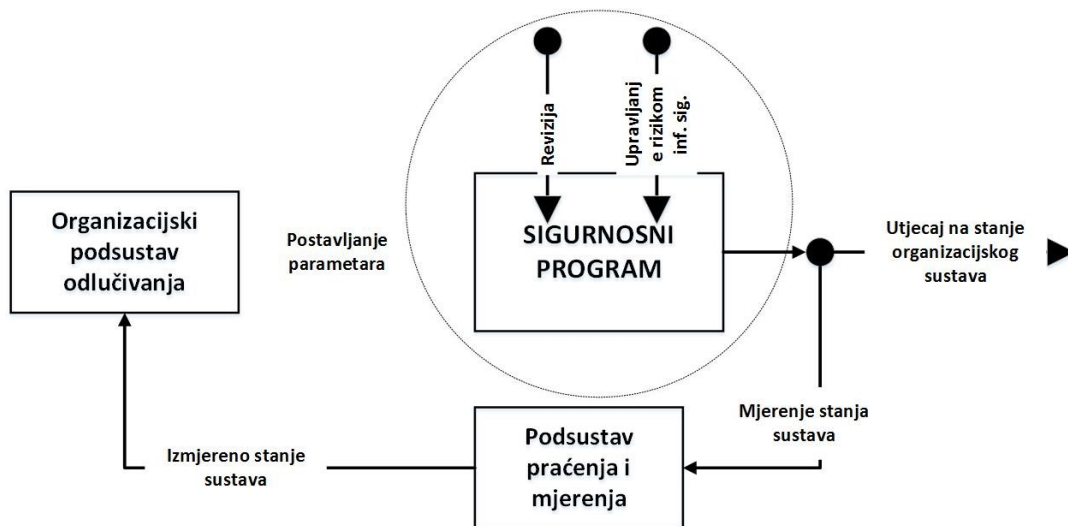 Revizija
Upravljanj
e rizikom
inf. sig.
Organizacijski
podsustav
odlučivanja
Postavljanje
parametara
SIGURNOSNI
PROGRAM
Utjecaj na stanje
organizacijskog
sustava
Mjerenje stanja
sustava
Podsustav
praćenja i
mjerenja
Izmjereno stanje
sustava